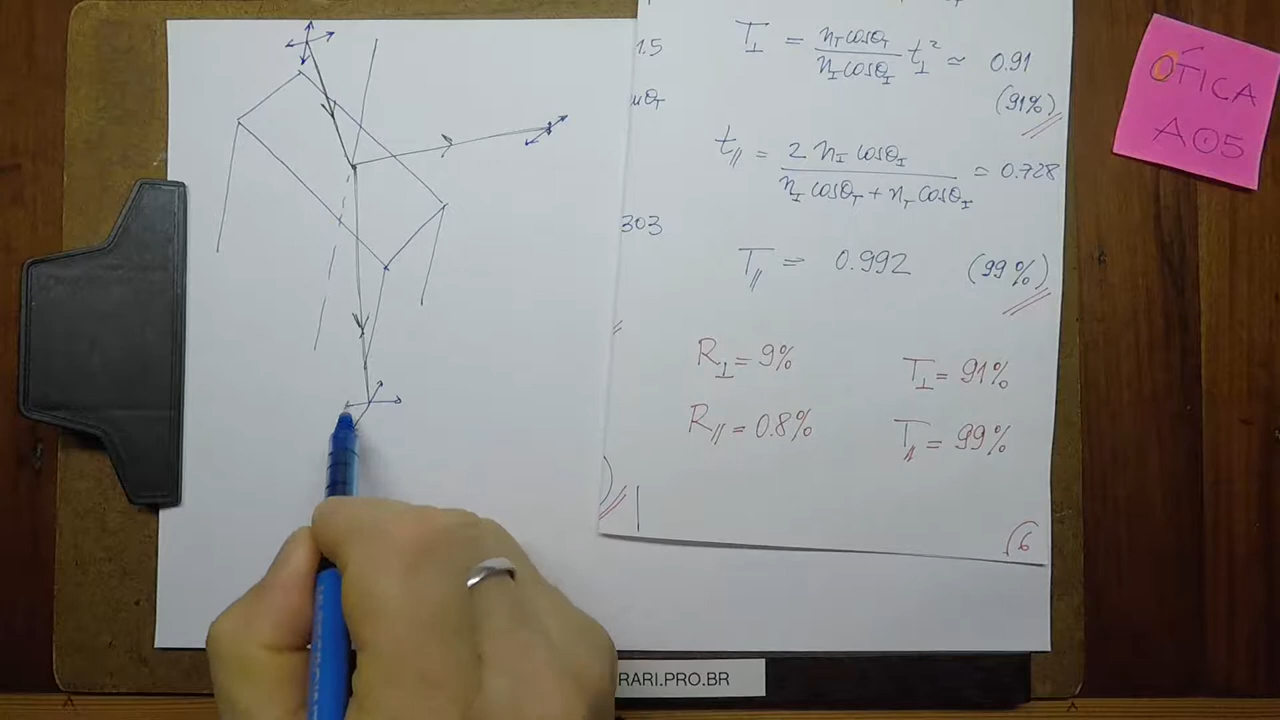 1.5
T⊥ = n_T cosθ_T / n_I cosθ_I t⊥² ≃ 0.91
(91%)
t∥ = 2 n_I cosθ_I / n_I cosθ_T + n_T cosθ_I = 0.728
303
T∥ = 0.992 (99%)
R⊥ = 9% T⊥ = 91%
R∥ = 0.8% T∥ = 99%
6
ÓTICA
A05
RARI.PRO.BR